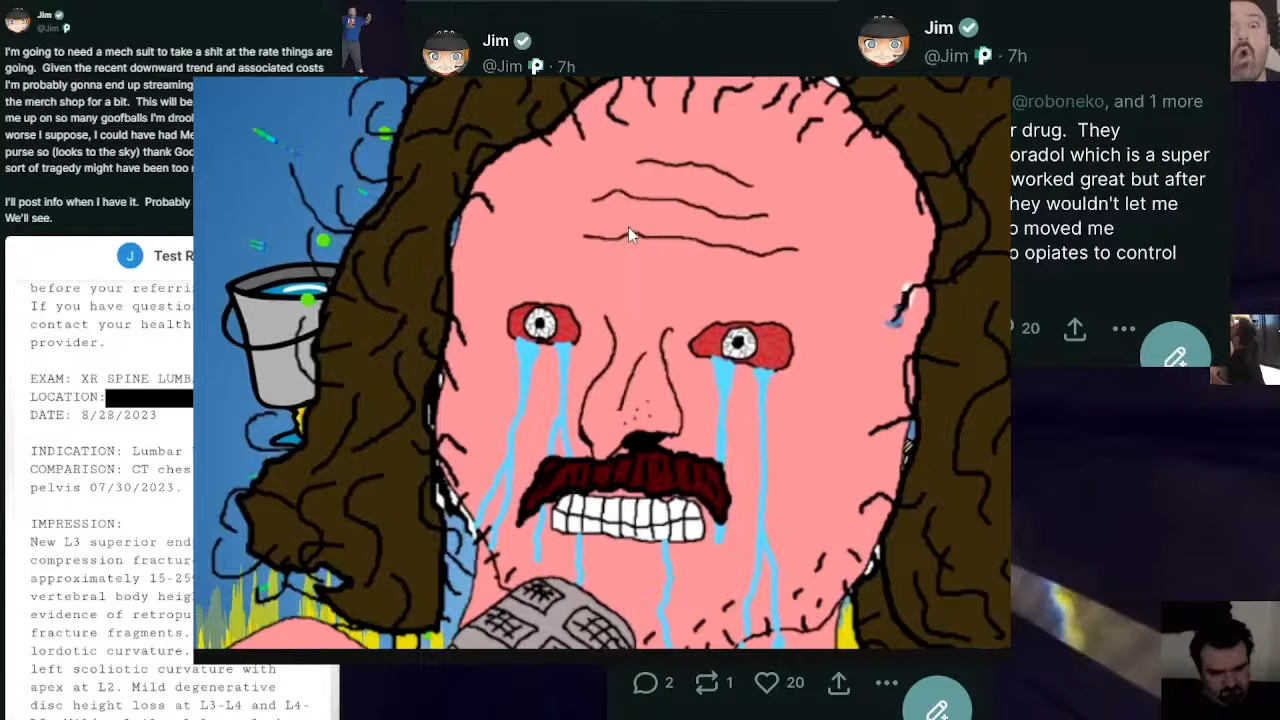 Jim
@Jim
I'm going to need a mech suit to take a shit at the rate things are
going. Given the recent downward trend and associated costs
I'm probably gonna end up streaming
the merch shop for a bit. This will be
me up on so many goofballs I'm drool
worse I suppose, I could have had Me
purse so (looks to the sky) thank God
sort of tragedy might have been too
I'll post info when I have it. Probably
We'll see.
J Test R
before your referri
If you have questio
contact your health
provider.
EXAM: XR SPINE LUMB
LOCATION:
DATE: 8/28/2023
INDICATION: Lumbar
COMPARISON: CT ches
pelvis 07/30/2023.
IMPRESSION:
New L3 superior end
compression fractur
approximately 15-25
vertebral body heig
evidence of retropu
fracture fragments.
lordotic curvature.
left scoliotic curvature with
apex at L2. Mild degenerative
disc height loss at L3-L4 and L4-
Jim
@Jim · 7h
2 1 20
Jim
@Jim · 7h
@roboneko, and 1 more
r drug. They
oradol which is a super
worked great but after
hey wouldn't let me
o moved me
o opiates to control
20